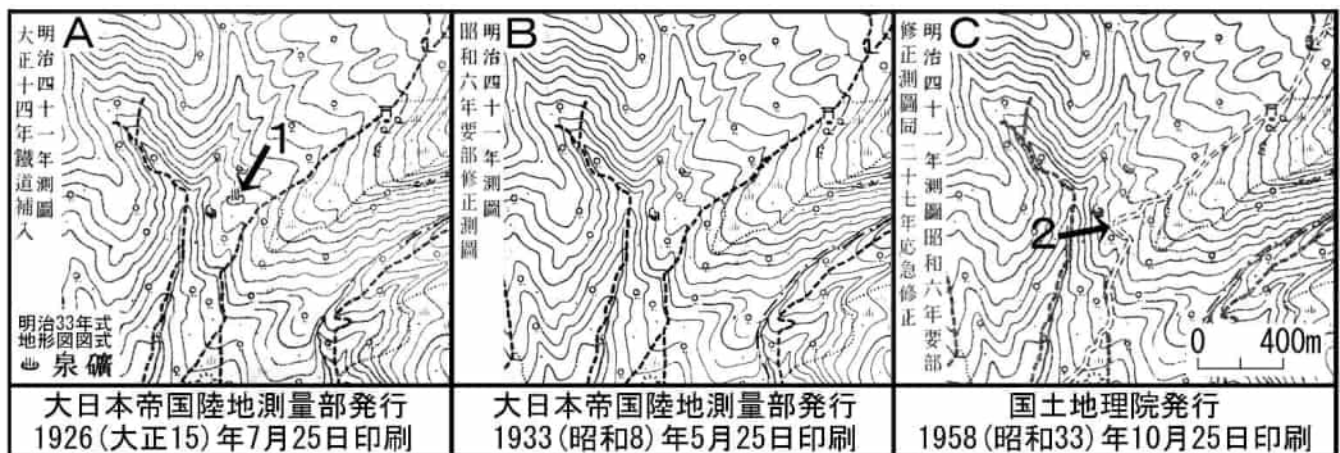 A
明治四十一年測圖
大正十四年鐵道補入
1
明治33年式
地形図図式
泉礦
大日本帝国陸地測量部発行
1926(大正15)年7月25日印刷
B
明治四十一年測圖
昭和六年要部修正測圖
大日本帝国陸地測量部発行
1933(昭和8)年5月25日印刷
C
明治四十一年測圖昭和六年要部
修正測圖同二十七年応急修正
2
0 400m
国土地理院発行
1958(昭和33)年10月25日印刷